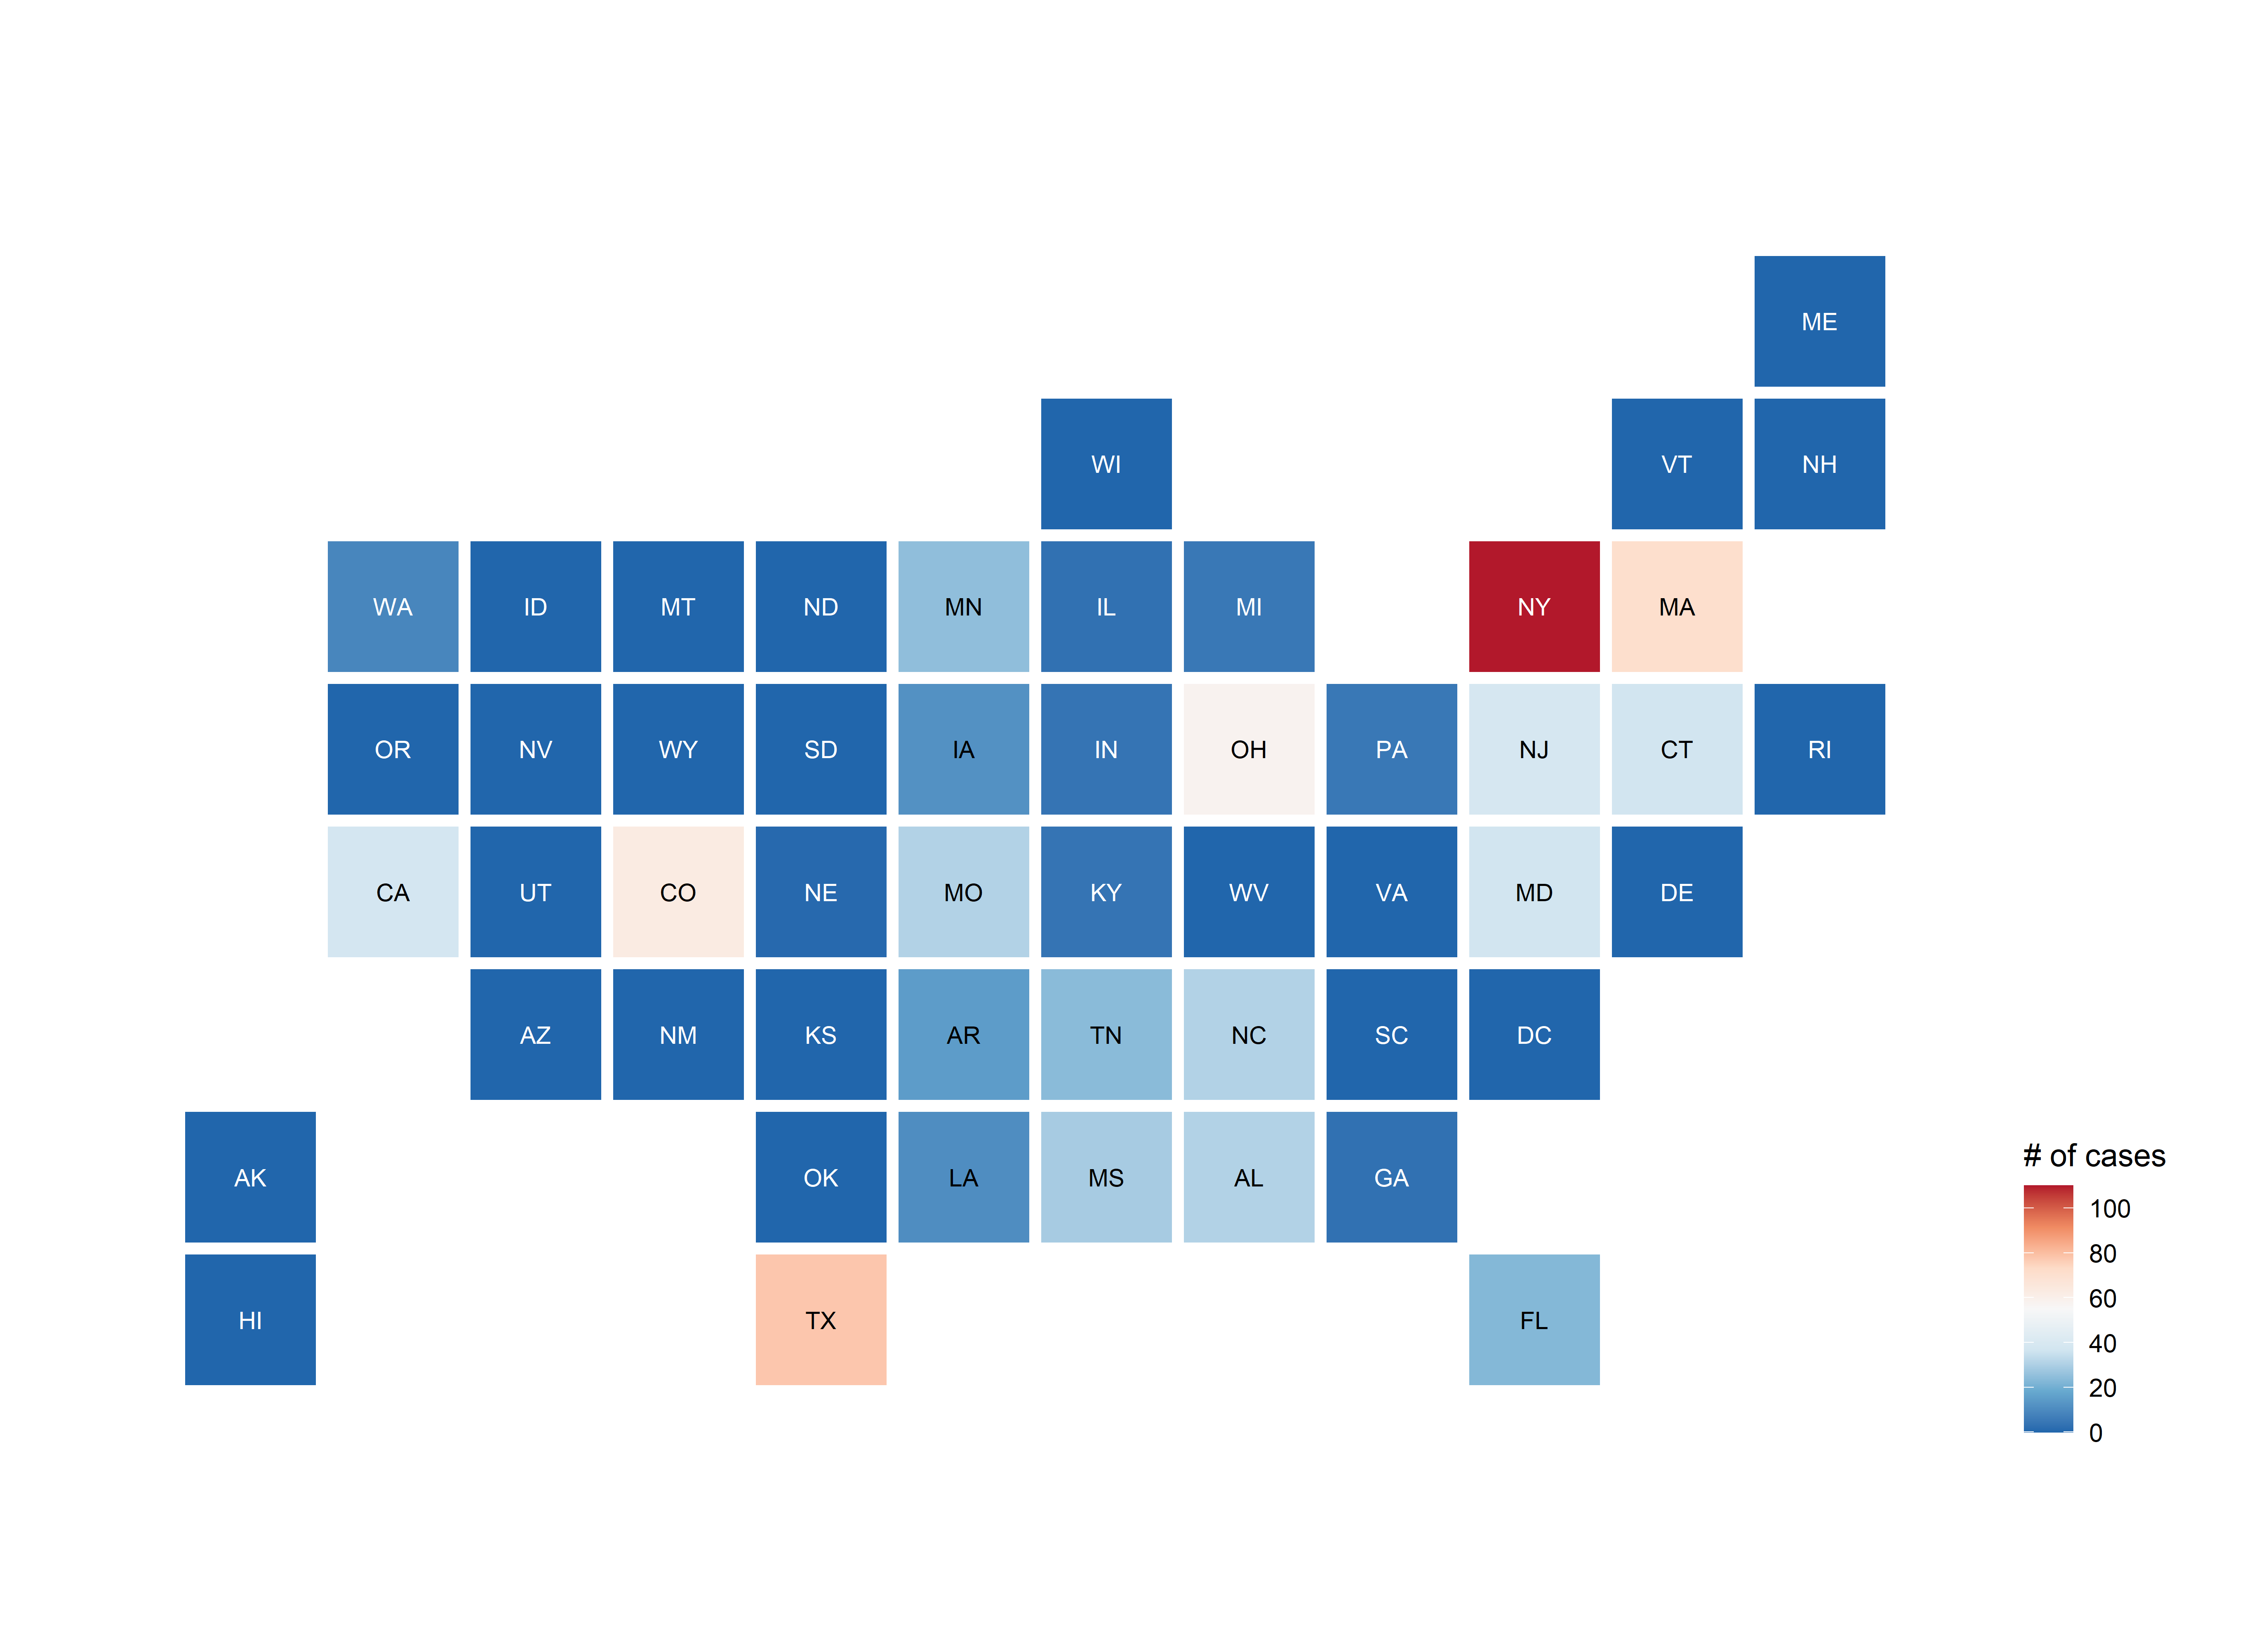 ME
WI VT NH
WA ID MT ND MN IL MI NY MA
OR NV WY SD IA IN OH PA NJ CT RI
CA UT CO NE MO KY WV VA MD DE
AZ NM KS AR TN NC SC DC
AK OK LA MS AL GA
HI TX FL
# of cases
100
80
60
40
20
0